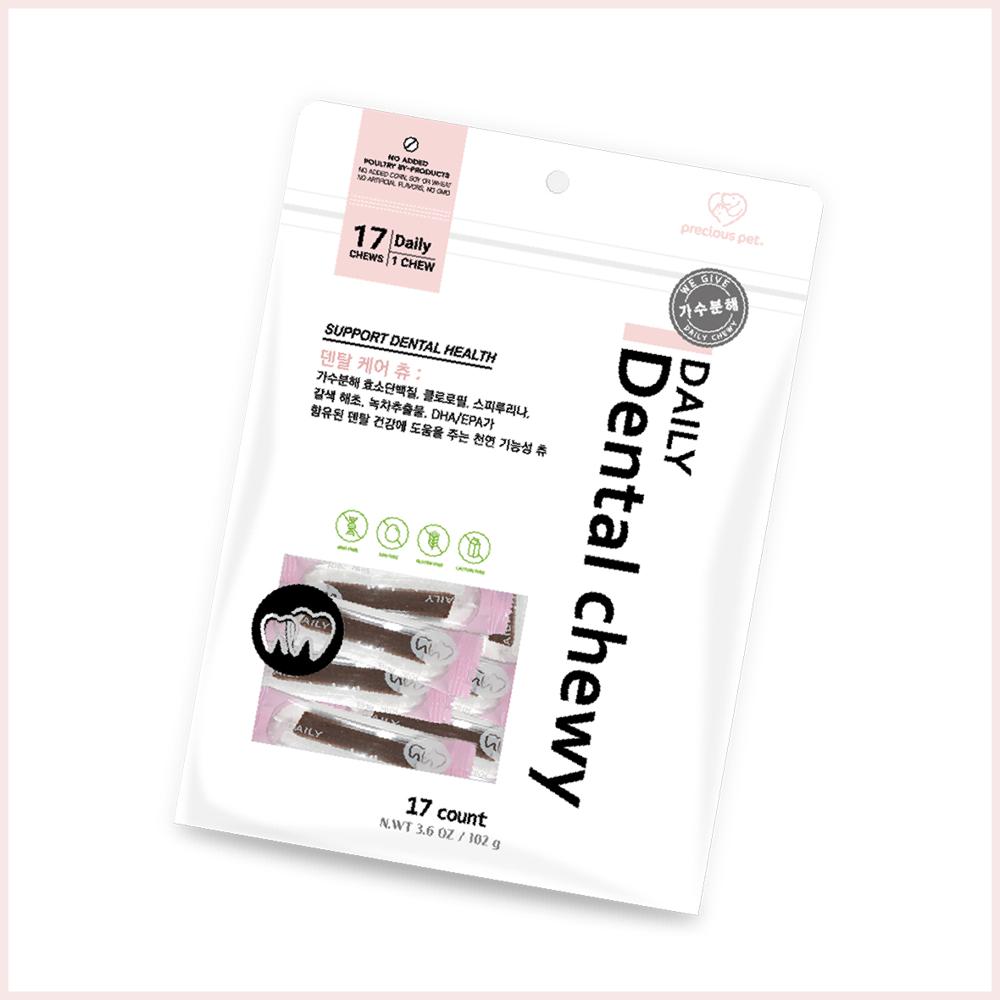 NO ADDED
POULTRY BY-PRODUCTS
NO ADDED CORN, SOY OR WHEAT
NO ARTIFICIAL FLAVORS, NO GMO
17
CHEWS
Daily
1 CHEW
precious pet.
WE GIVE
가수분해
DAILY CHEWY
SUPPORT DENTAL HEALTH
덴탈 케어 츄 :
가수분해 효소단백질, 클로로필, 스피루리나,
갈색 해초, 녹차추출물, DHA/EPA가
함유된 덴탈 건강에 도움을 주는 천연 기능성 츄
DAILY
Dental chewy
AILY
AILY
AILY
17 count
N.WT 3.6 OZ / 102 g